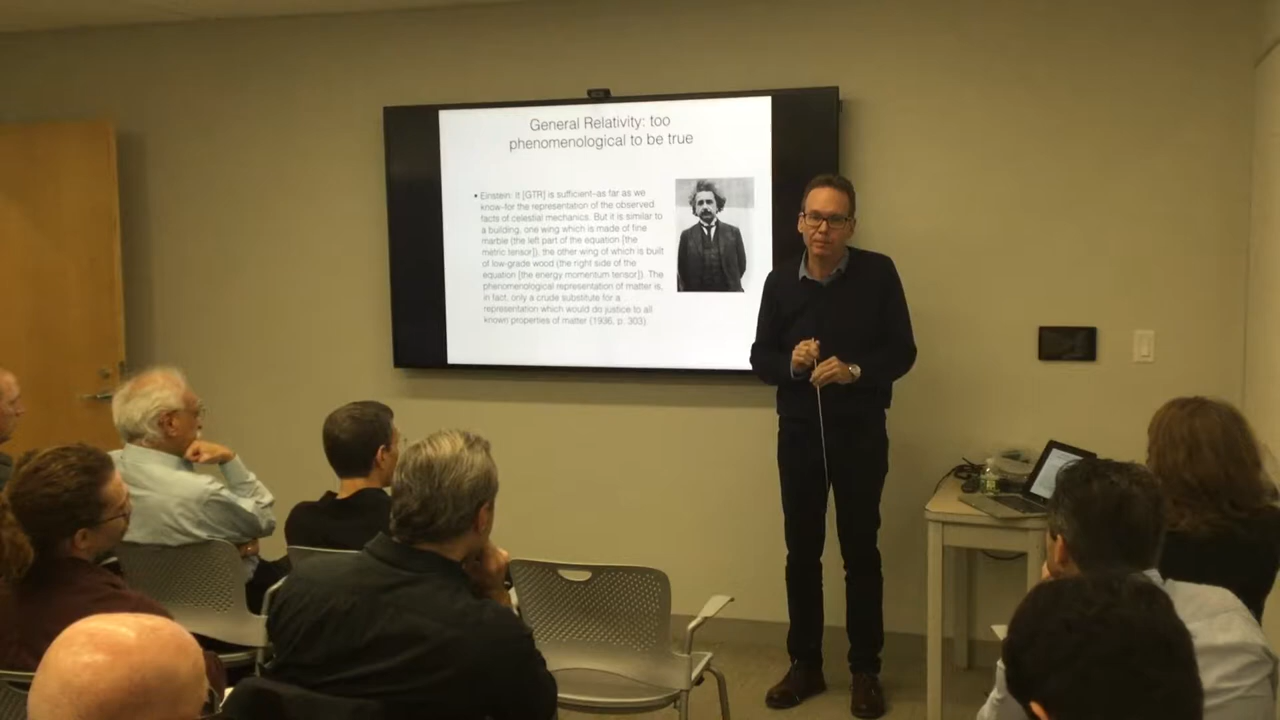 General Relativity: too
phenomenological to be true
• Einstein: It [GTR] is sufficient–as far as we
know–for the representation of the observed
facts of celestial mechanics. But it is similar to
a building, one wing which is made of fine
marble (the left part of the equation [the
metric tensor]), the other wing of which is built
of low-grade wood (the right side of the
equation [the energy momentum tensor]). The
phenomenological representation of matter is,
in fact, only a crude substitute for a
representation which would do justice to all
known properties of matter (1936, p. 303).